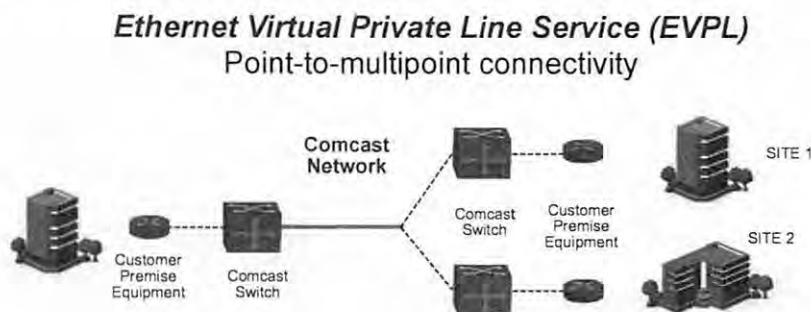 Ethernet Virtual Private Line Service (EVPL)
Point-to-multipoint connectivity
Comcast
Network
SITE 1
Comcast
Switch
Customer
Premise
Equipment
SITE 2
Customer
Premise
Equipment
Comcast
Switch